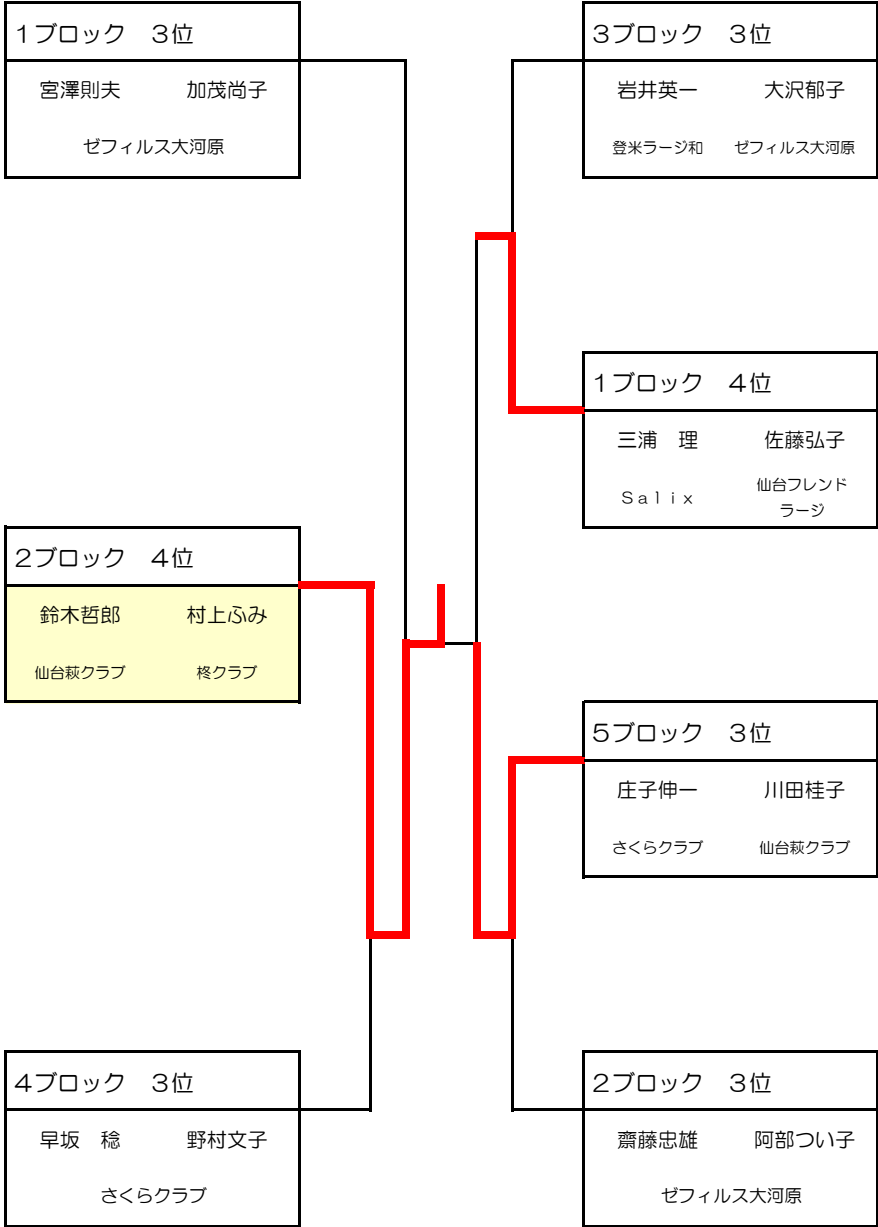 1ブロック　3位
宮澤則夫　加茂尚子
ゼフィルス大河原
2ブロック　4位
鈴木哲郎　村上ふみ
仙台萩クラブ　柊クラブ
4ブロック　3位
早坂　稔　野村文子
さくらクラブ
3ブロック　3位
岩井英一　大沢郁子
登米ラージ和　ゼフィルス大河原
1ブロック　4位
三浦　理　佐藤弘子
Ｓａｌｉｘ　仙台フレンド
ラージ
5ブロック　3位
庄子伸一　川田桂子
さくらクラブ　仙台萩クラブ
2ブロック　3位
齋藤忠雄　阿部つい子
ゼフィルス大河原